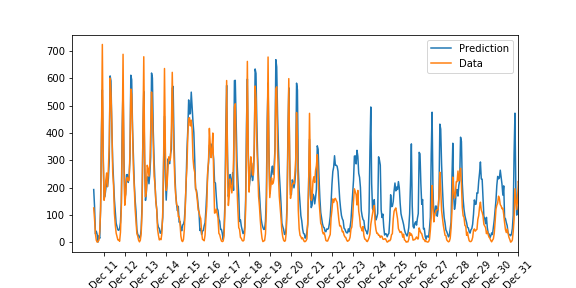 700
600
500
400
300
200
100
0
Prediction
Data
Dec 11
Dec 12
Dec 13
Dec 14
Dec 15
Dec 16
Dec 17
Dec 18
Dec 19
Dec 20
Dec 21
Dec 22
Dec 23
Dec 24
Dec 25
Dec 26
Dec 27
Dec 28
Dec 29
Dec 30
Dec 31